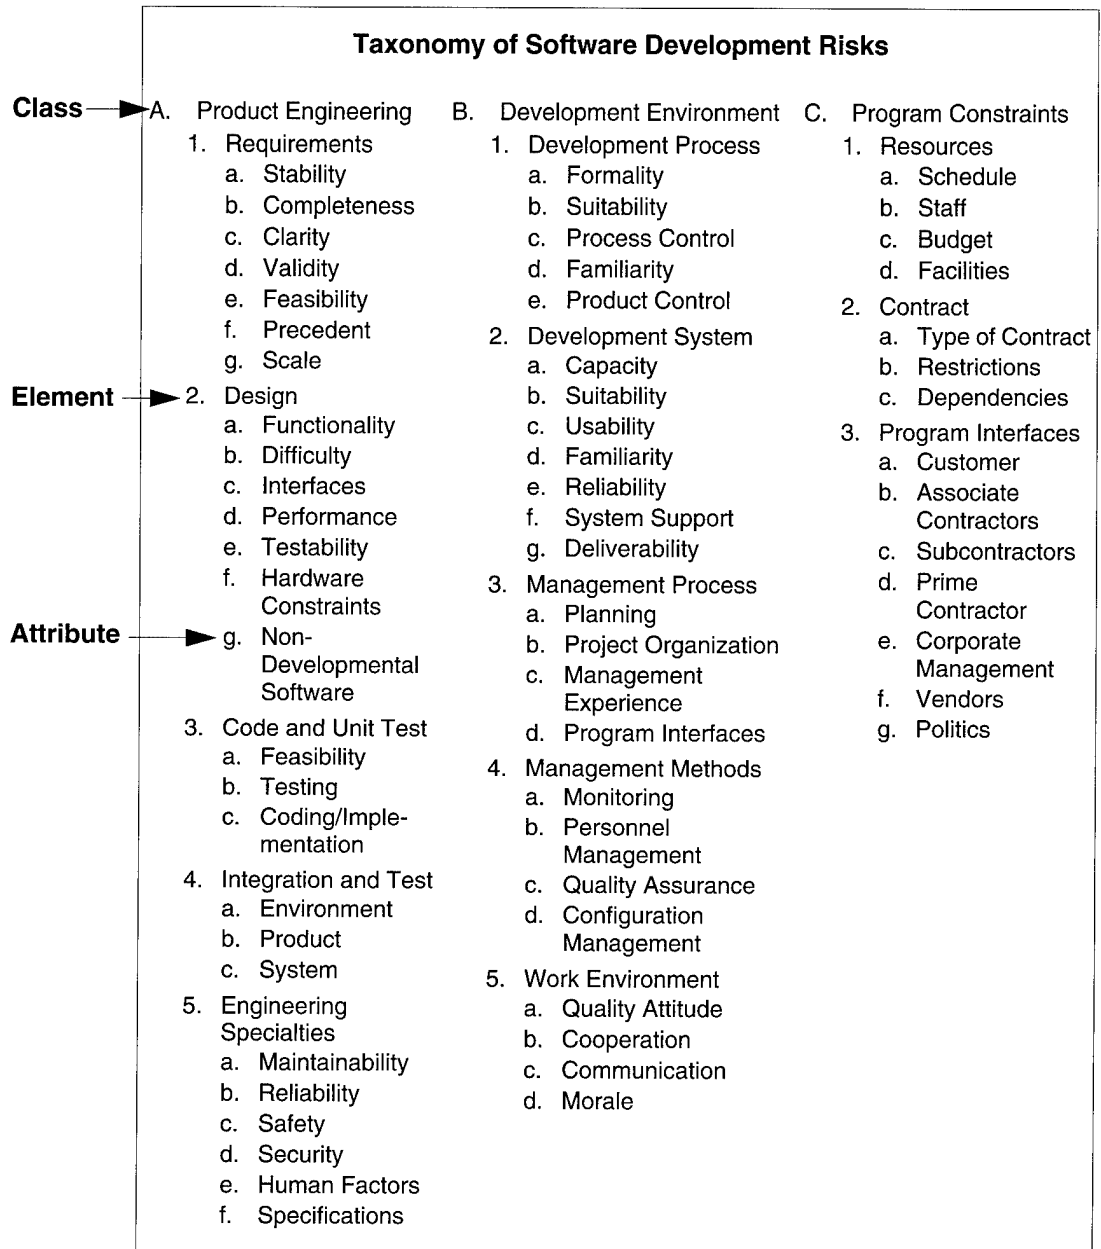 Taxonomy of Software Development Risks
Class
A. Product Engineering
1. Requirements
a. Stability
b. Completeness
c. Clarity
d. Validity
e. Feasibility
f. Precedent
g. Scale
Element
2. Design
a. Functionality
b. Difficulty
c. Interfaces
d. Performance
e. Testability
f. Hardware
Constraints
Attribute
g. Non-
Developmental
Software
3. Code and Unit Test
a. Feasibility
b. Testing
c. Coding/Imple-
mentation
4. Integration and Test
a. Environment
b. Product
c. System
5. Engineering
Specialties
a. Maintainability
b. Reliability
c. Safety
d. Security
e. Human Factors
f. Specifications
B. Development Environment
1. Development Process
a. Formality
b. Suitability
c. Process Control
d. Familiarity
e. Product Control
2. Development System
a. Capacity
b. Suitability
c. Usability
d. Familiarity
e. Reliability
f. System Support
g. Deliverability
3. Management Process
a. Planning
b. Project Organization
c. Management
Experience
d. Program Interfaces
4. Management Methods
a. Monitoring
b. Personnel
Management
c. Quality Assurance
d. Configuration
Management
5. Work Environment
a. Quality Attitude
b. Cooperation
c. Communication
d. Morale
C. Program Constraints
1. Resources
a. Schedule
b. Staff
c. Budget
d. Facilities
2. Contract
a. Type of Contract
b. Restrictions
c. Dependencies
3. Program Interfaces
a. Customer
b. Associate
Contractors
c. Subcontractors
d. Prime
Contractor
e. Corporate
Management
f. Vendors
g. Politics